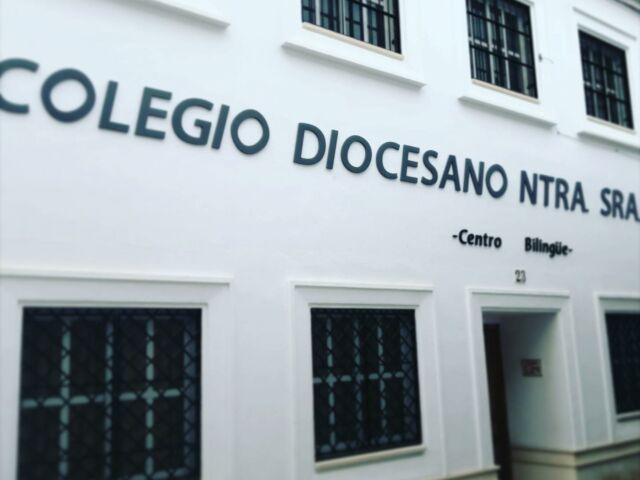 COLEGIO DIOCESANO NTRA. SRA.
-Centro Bilingüe-
23